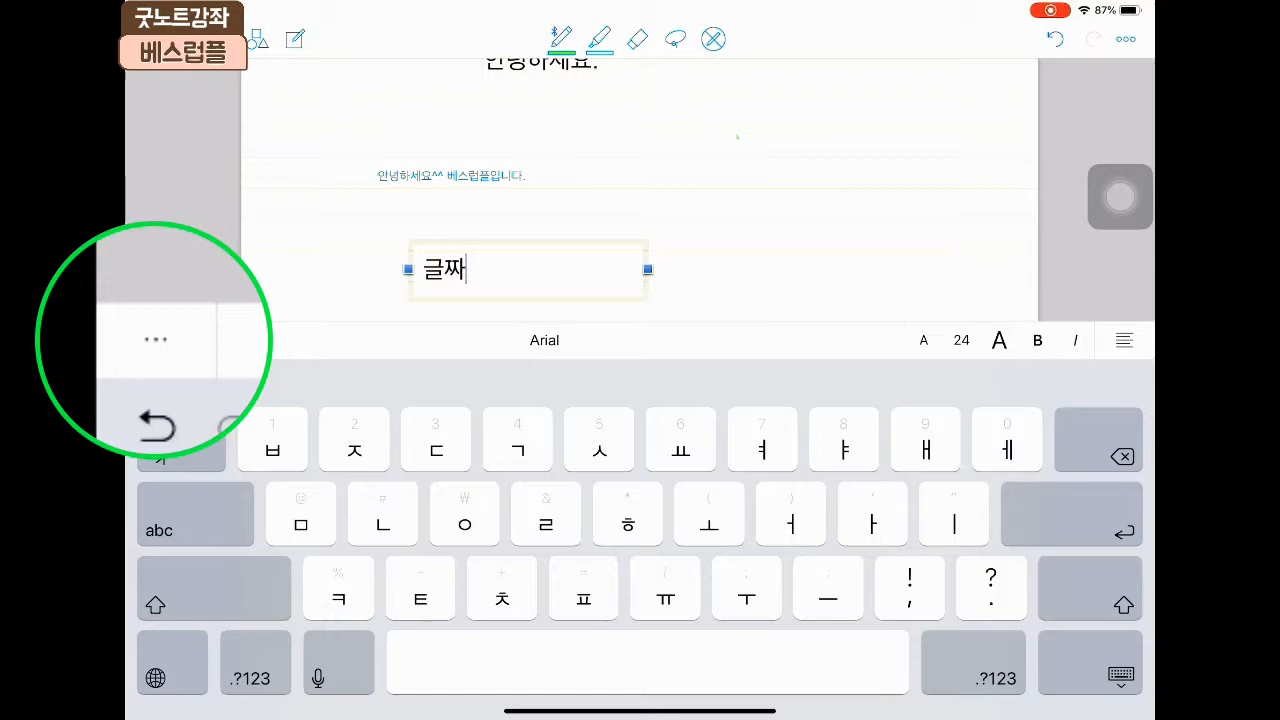 굿노트강좌
베스럽플
87%
안녕하세요.
안녕하세요^^ 베스럽플입니다.
글짜
...
Arial A 24 A B I
1 2 3 4 5 6 7 8 9 0
ㅂ ㅈ ㄷ ㄱ ㅅ ㅛ ㅕ ㅑ ㅐ ㅔ
@ # ₩ & * ( ) ' "
abc ㅁ ㄴ ㅇ ㄹ ㅎ ㅗ ㅓ ㅏ ㅣ
% - + = / ; : ! ?
ㅋ ㅌ ㅊ ㅍ ㅠ ㅜ ㅡ , .
.?123 .?123